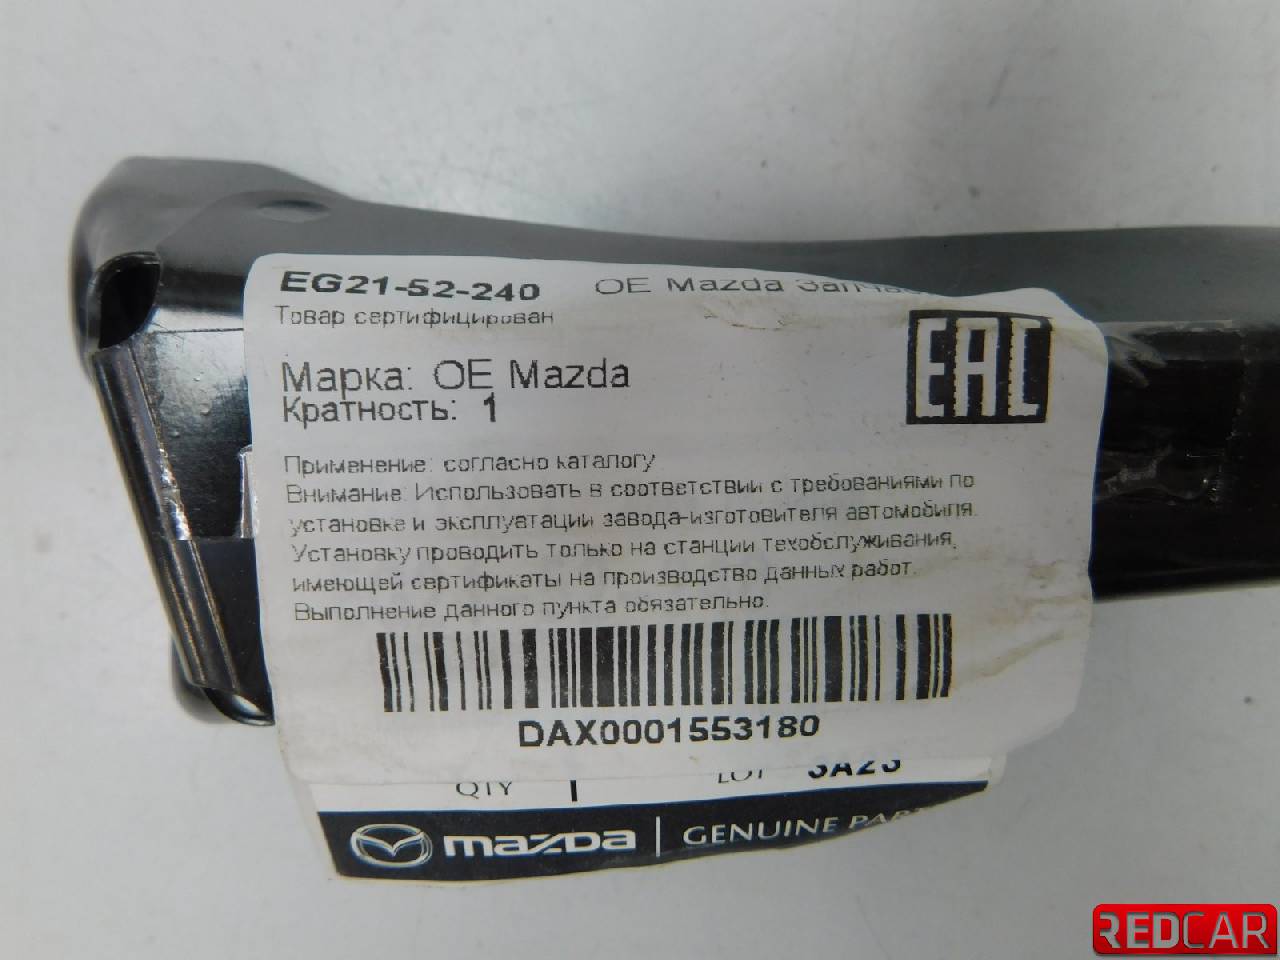 EG21-52-240 OE Mazda
Товар сертифицирован
EAC
Марка: OE Mazda
Кратность: 1
Применение: согласно каталогу
Внимание: Использовать в соответствии с требованиями по
установке и эксплуатации завода-изготовителя автомобиля.
Установку проводить только на станции техобслуживания,
имеющей сертификаты на производство данных работ.
Выполнение данного пункта обязательно.
DAX0001553180
QTY 1 LOT 3A23
mazda | GENUINE
REDCAR